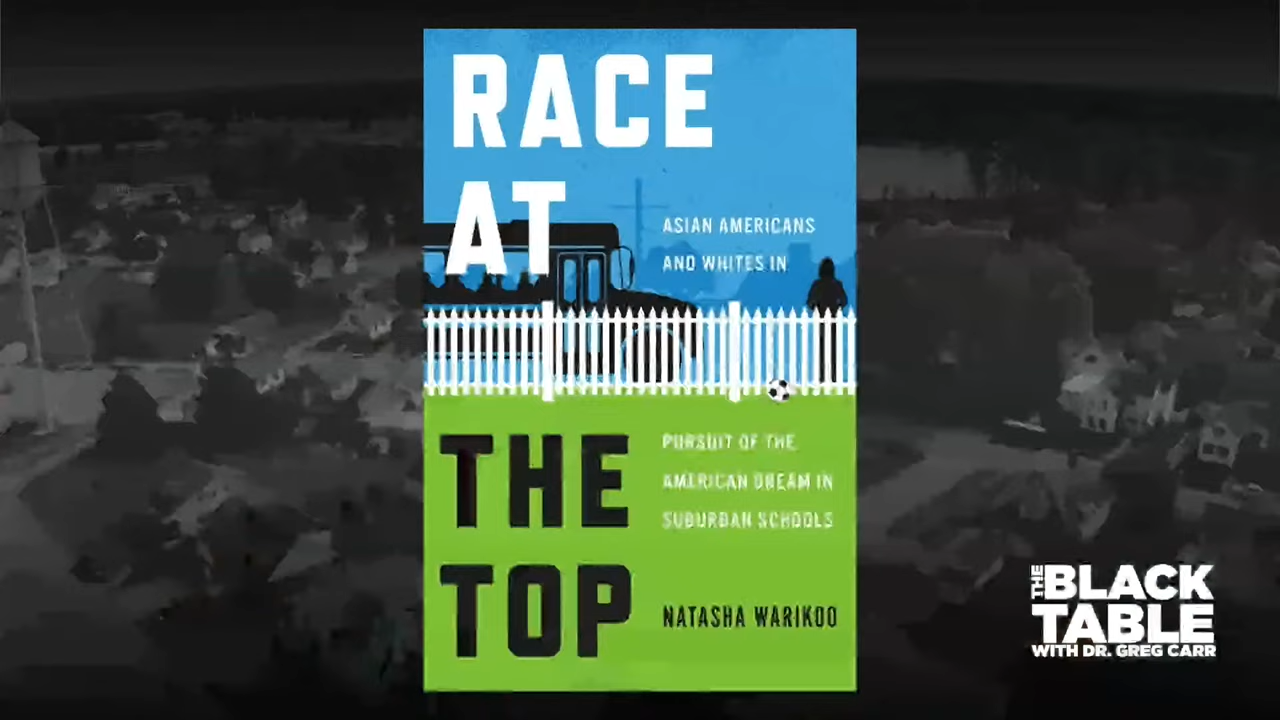 RACE
AT
ASIAN AMERICANS
AND WHITES IN
THE
TOP
PURSUIT OF THE
AMERICAN DREAM IN
SUBURBAN SCHOOLS
NATASHA WARIKOO
THE BLACK
TABLE
WITH DR. GREG CARR